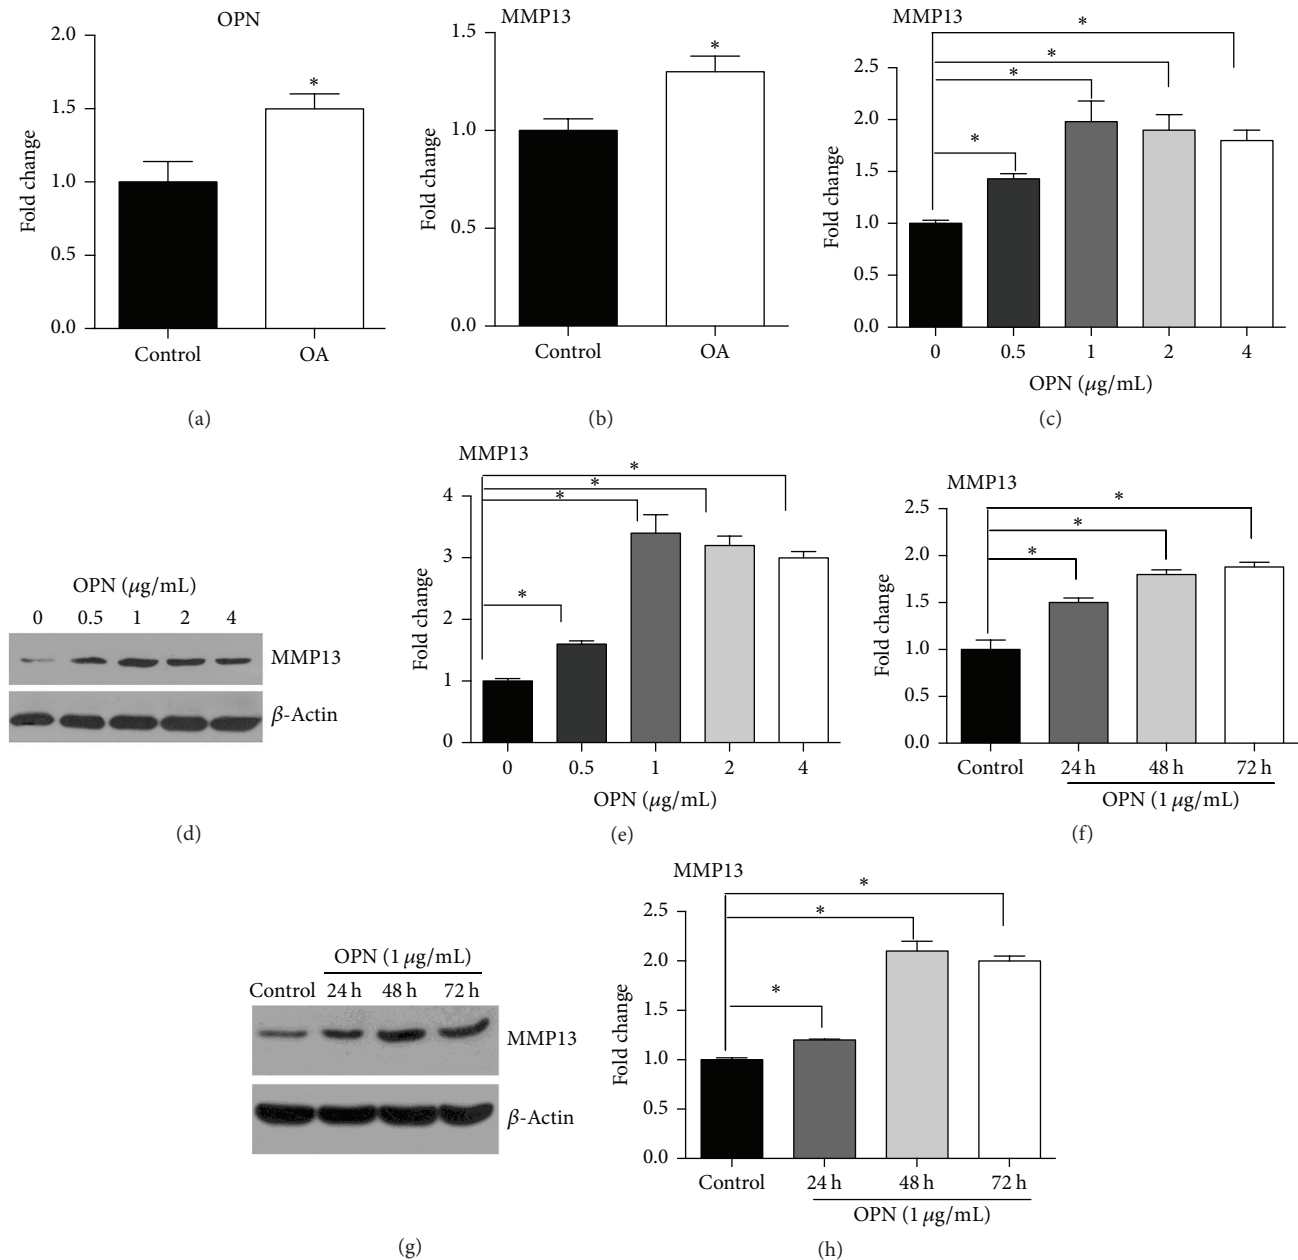 OPN
2.0
1.5
1.0
0.5
0.0
Fold change
*
Control OA
(a)
MMP13
1.5
1.0
0.5
0.0
Fold change
*
Control OA
(b)
MMP13
2.5
2.0
1.5
1.0
0.5
0.0
Fold change
*
*
*
*
0 0.5 1 2 4
OPN (μg/mL)
(c)
OPN (μg/mL)
0 0.5 1 2 4
MMP13
β-Actin
(d)
MMP13
4
3
2
1
0
Fold change
*
*
*
*
0 0.5 1 2 4
OPN (μg/mL)
(e)
MMP13
2.5
2.0
1.5
1.0
0.5
0.0
Fold change
*
*
*
Control 24 h 48 h 72 h
OPN (1 μg/mL)
(f)
OPN (1 μg/mL)
Control 24 h 48 h 72 h
MMP13
β-Actin
(g)
MMP13
2.5
2.0
1.5
1.0
0.5
0.0
Fold change
*
*
*
Control 24 h 48 h 72 h
OPN (1 μg/mL)
(h)